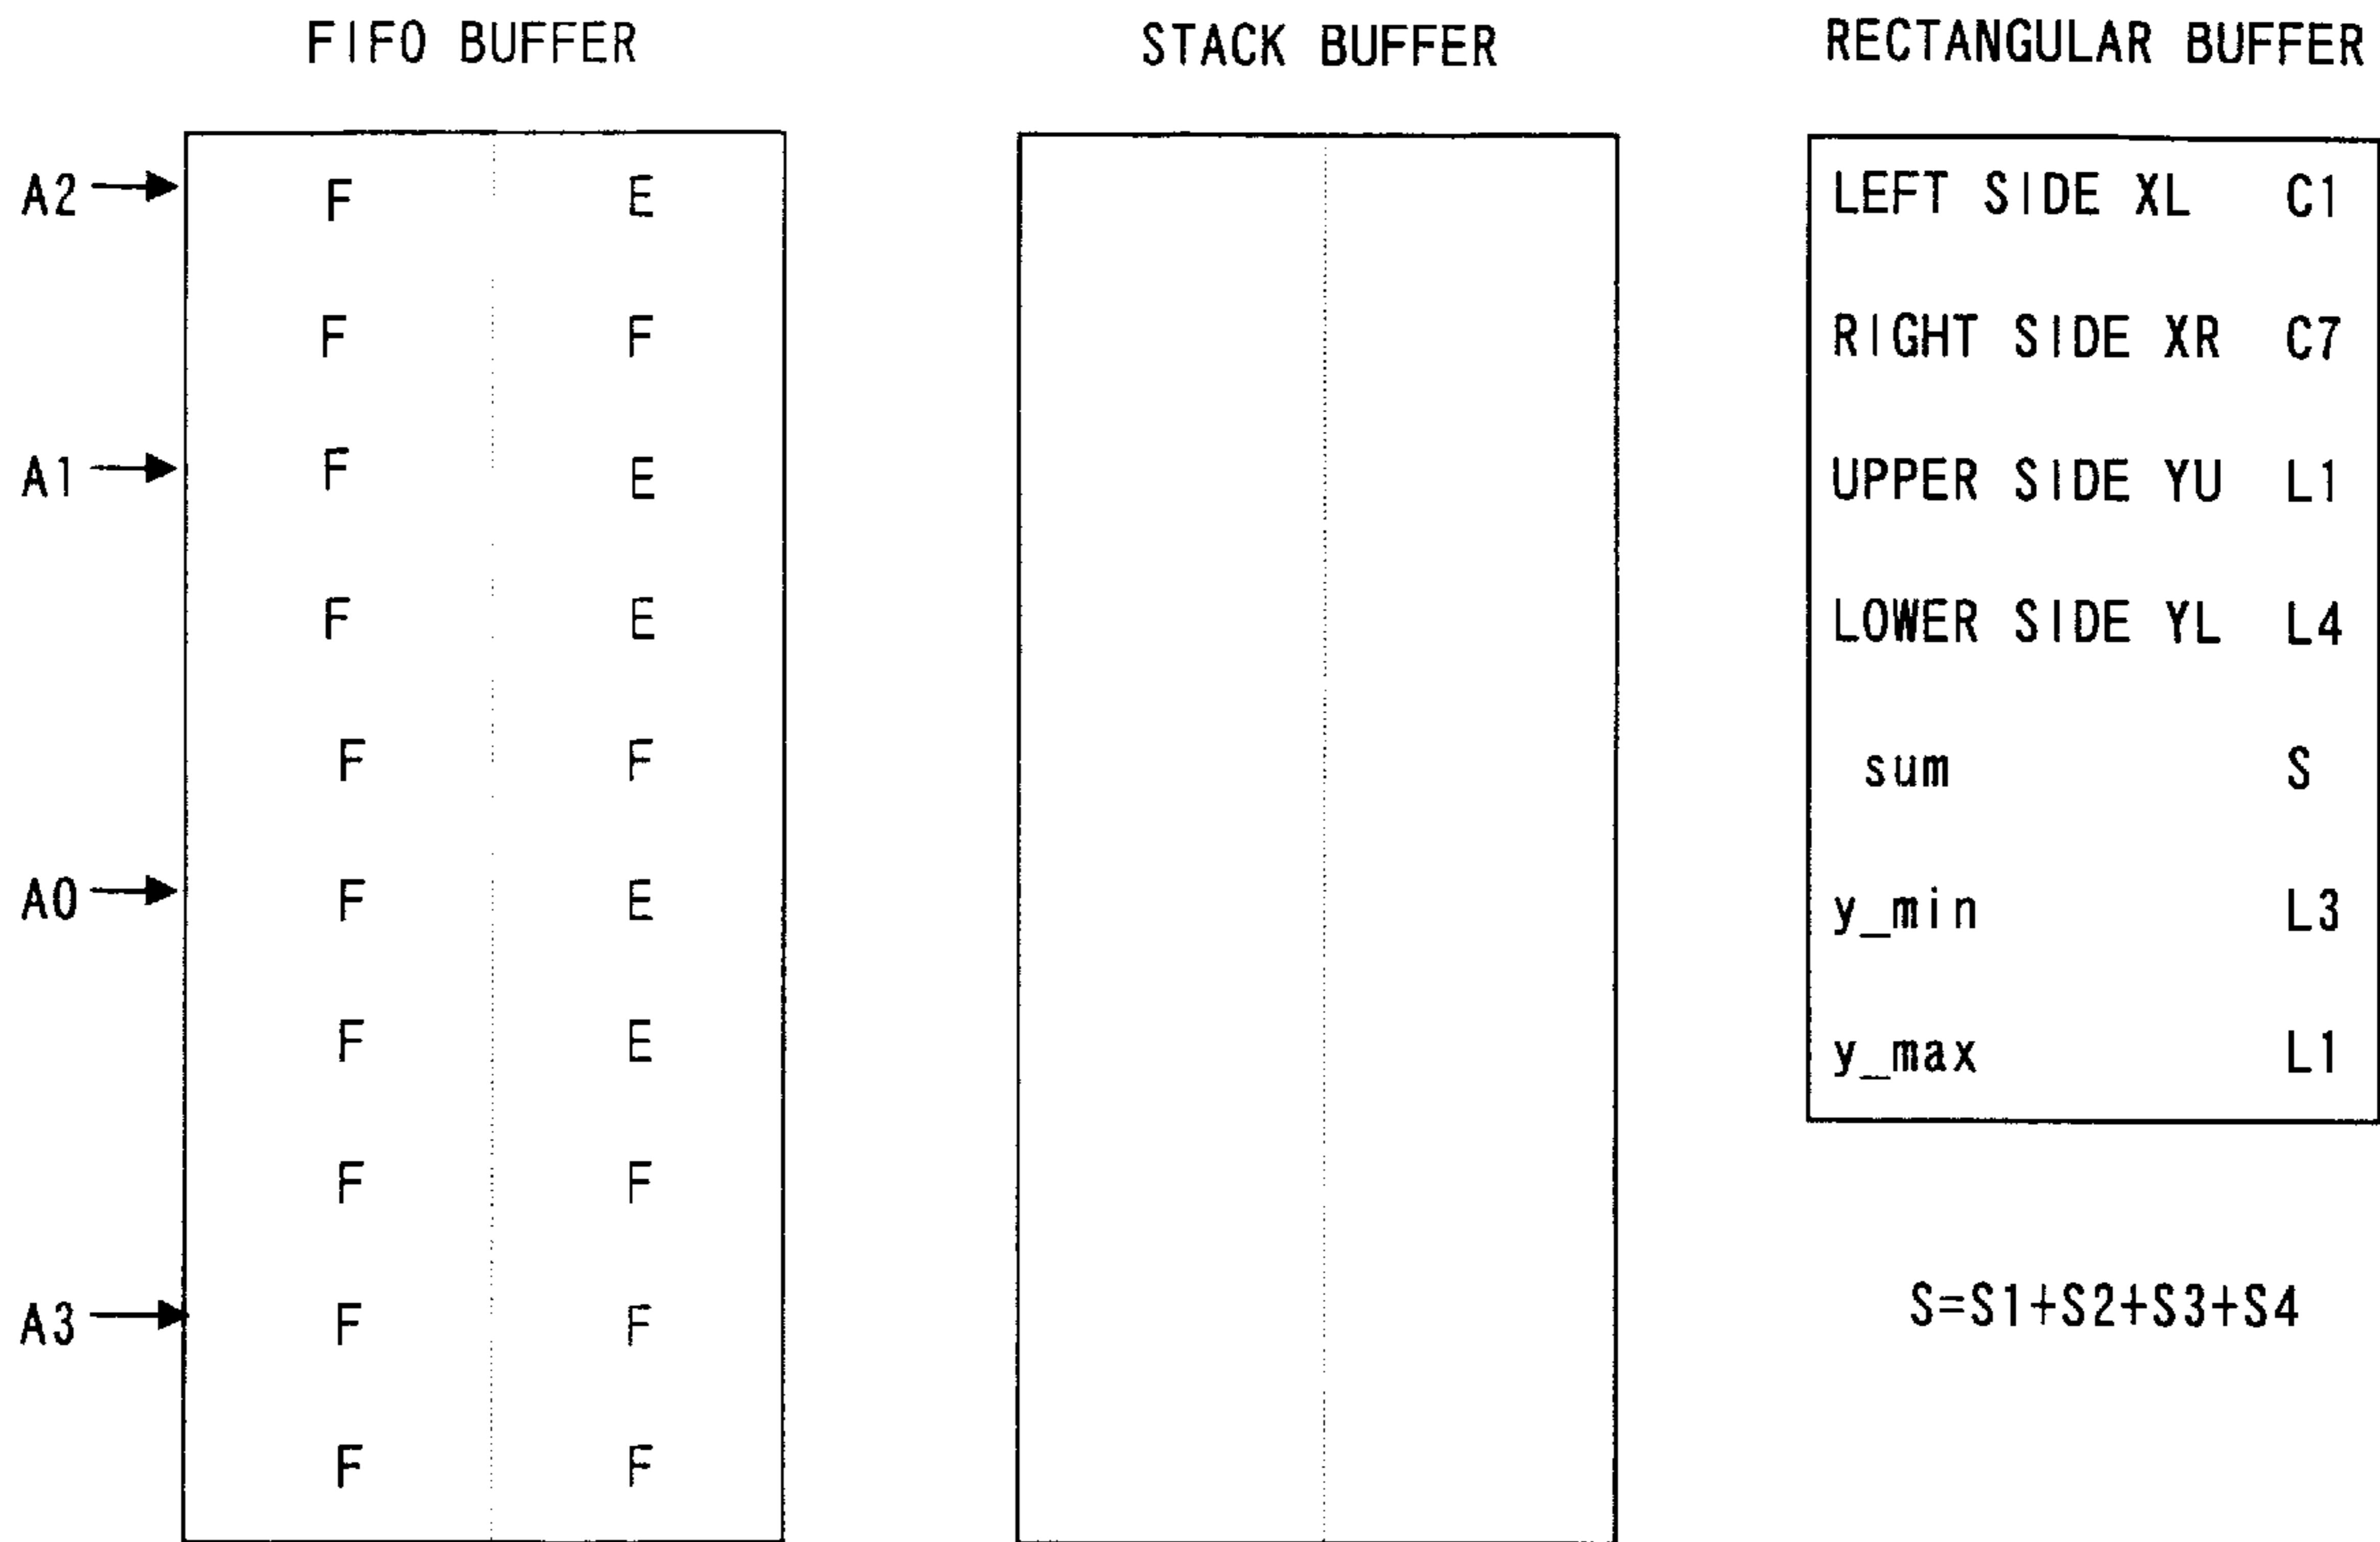 FIFO BUFFER
A2 F E
F F
A1 F E
F E
F F
A0 F E
F E
F F
A3 F F
F F
STACK BUFFER
RECTANGULAR BUFFER
LEFT SIDE XL C1
RIGHT SIDE XR C7
UPPER SIDE YU L1
LOWER SIDE YL L4
sum S
y_min L3
y_max L1
S=S1+S2+S3+S4